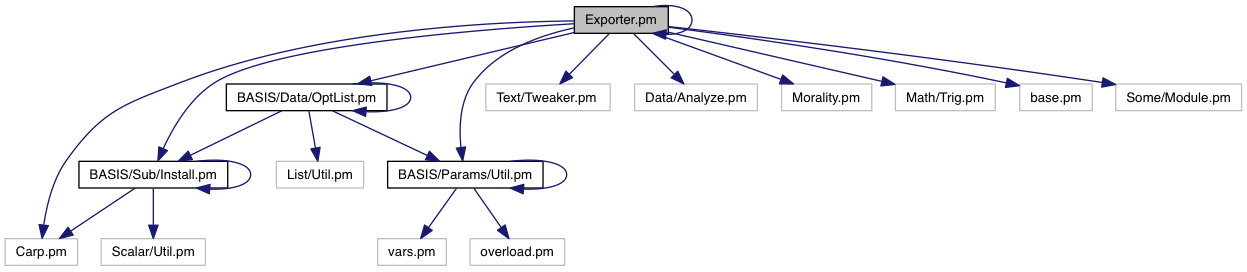 Exporter.pm
BASIS/Data/OptList.pm
Text/Tweaker.pm
Data/Analyze.pm
Morality.pm
Math/Trig.pm
base.pm
Some/Module.pm
BASIS/Sub/Install.pm
List/Util.pm
BASIS/Params/Util.pm
Carp.pm
Scalar/Util.pm
vars.pm
overload.pm